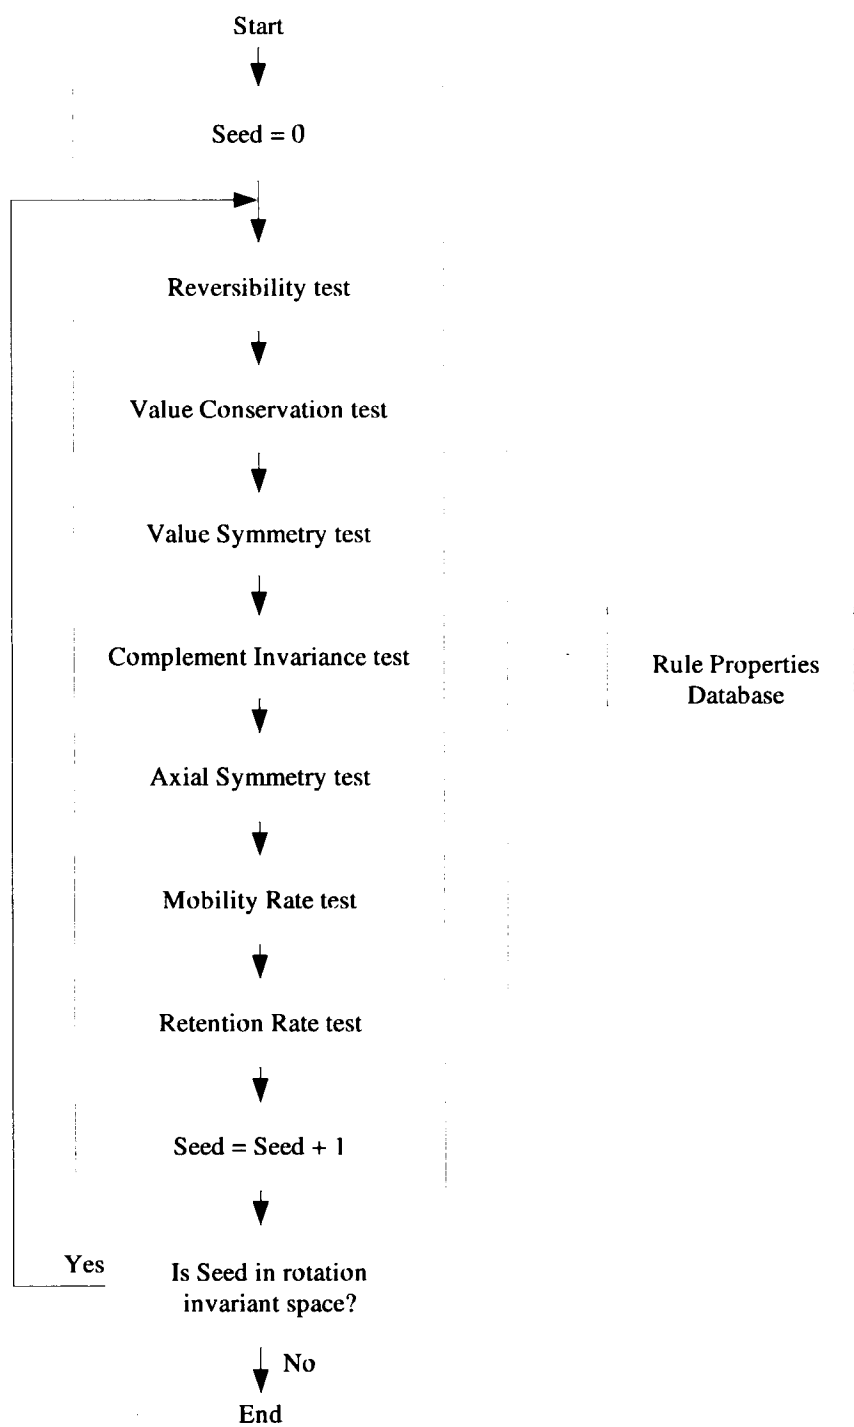 Start
Seed = 0
Reversibility test
Value Conservation test
Value Symmetry test
Complement Invariance test
Rule Properties
Database
Axial Symmetry test
Mobility Rate test
Retention Rate test
Seed = Seed + 1
Yes
Is Seed in rotation
invariant space?
No
End